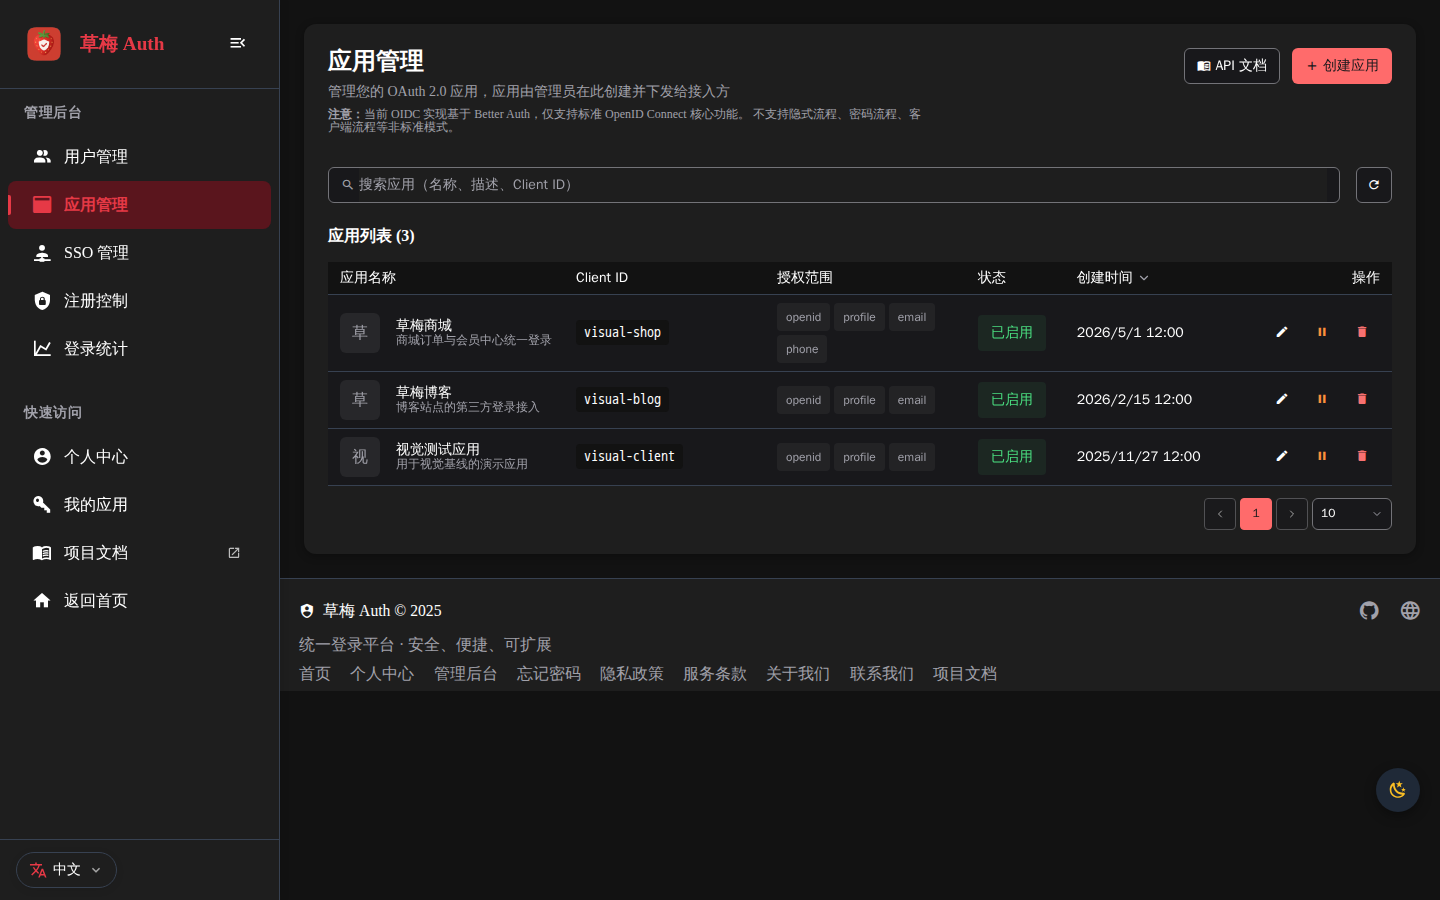 草梅 Auth
管理后台
用户管理
应用管理
SSO 管理
注册控制
登录统计
快速访问
个人中心
我的应用
项目文档
返回首页
中文
应用管理
管理您的 OAuth 2.0 应用，应用由管理员在此创建并下发给接入方
注意：当前 OIDC 实现基于 Better Auth，仅支持标准 OpenID Connect 核心功能。 不支持隐式流程、密码流程、客
户端流程等非标准模式。
API 文档
创建应用
搜索应用（名称、描述、Client ID）
应用列表 (3)
应用名称 Client ID 授权范围 状态 创建时间 操作
草 草梅商城 商城订单与会员中心统一登录 visual-shop openid profile email phone 已启用 2026/5/1 12:00
草 草梅博客 博客站点的第三方登录接入 visual-blog openid profile email 已启用 2026/2/15 12:00
视 视觉测试应用 用于视觉基线的演示应用 visual-client openid profile email 已启用 2025/11/27 12:00
1 10
草梅 Auth © 2025
统一登录平台 · 安全、便捷、可扩展
首页 个人中心 管理后台 忘记密码 隐私政策 服务条款 关于我们 联系我们 项目文档